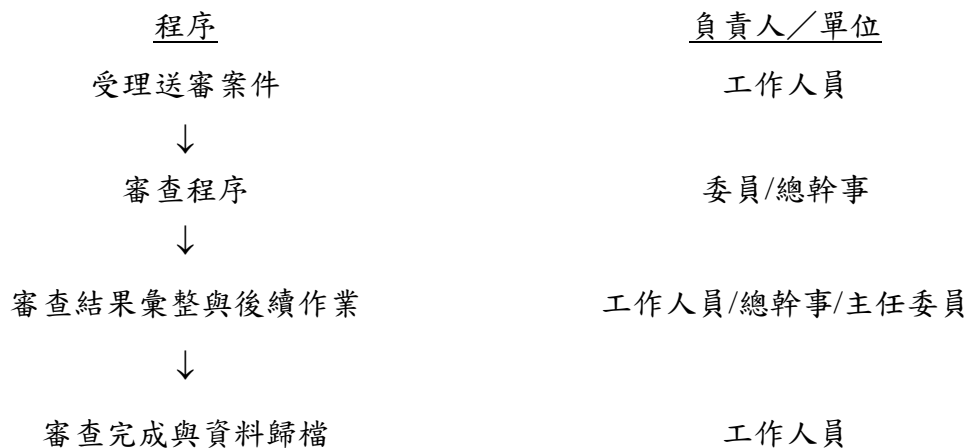 程序 負責人／單位
受理送審案件 工作人員
↓
審查程序 委員/總幹事
↓
審查結果彙整與後續作業 工作人員/總幹事/主任委員
↓
審查完成與資料歸檔 工作人員